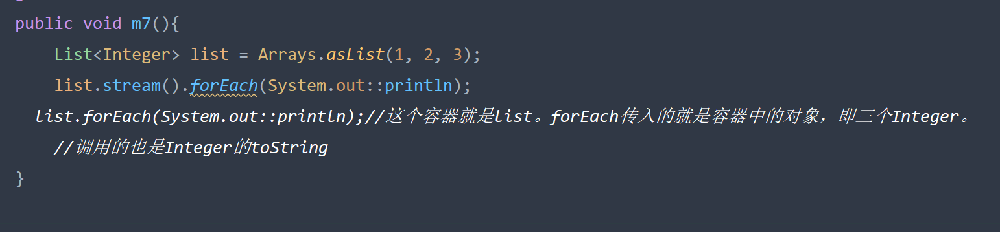 public void m7(){
List<Integer> list = Arrays.asList(1, 2, 3);
list.stream().forEach(System.out::println);
list.forEach(System.out::println);//这个容器就是list。forEach传入的就是容器中的对象，即三个Integer。
//调用的也是Integer的toString
}